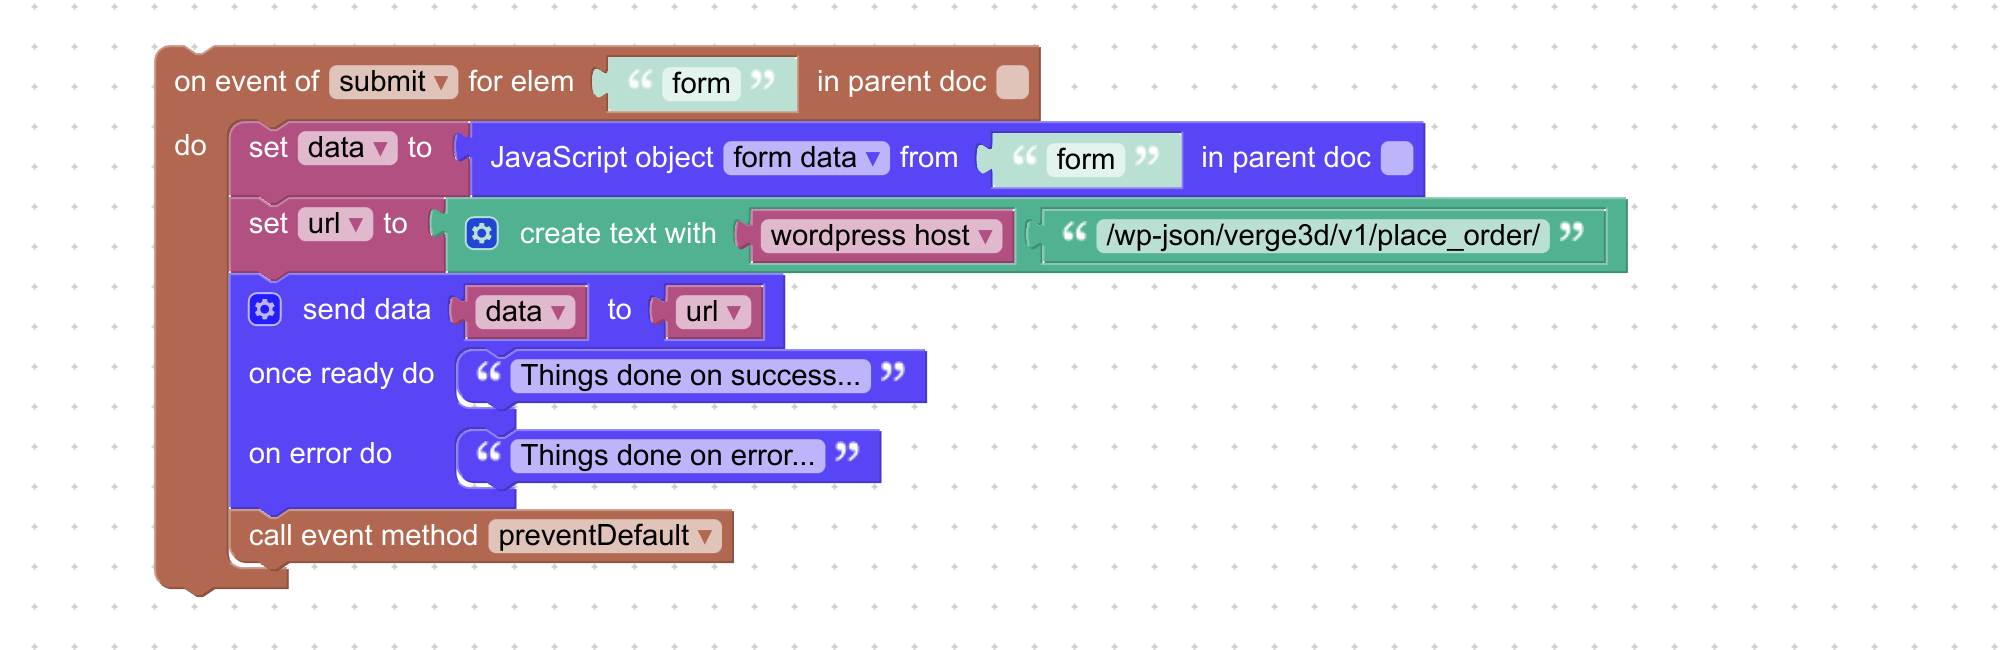 on event of submit for elem “ form ” in parent doc
do
set data to JavaScript object form data from “ form ” in parent doc
set url to create text with wordpress host “ /wp-json/verge3d/v1/place_order/ ”
send data data to url
once ready do “ Things done on success... ”
on error do “ Things done on error... ”
call event method preventDefault